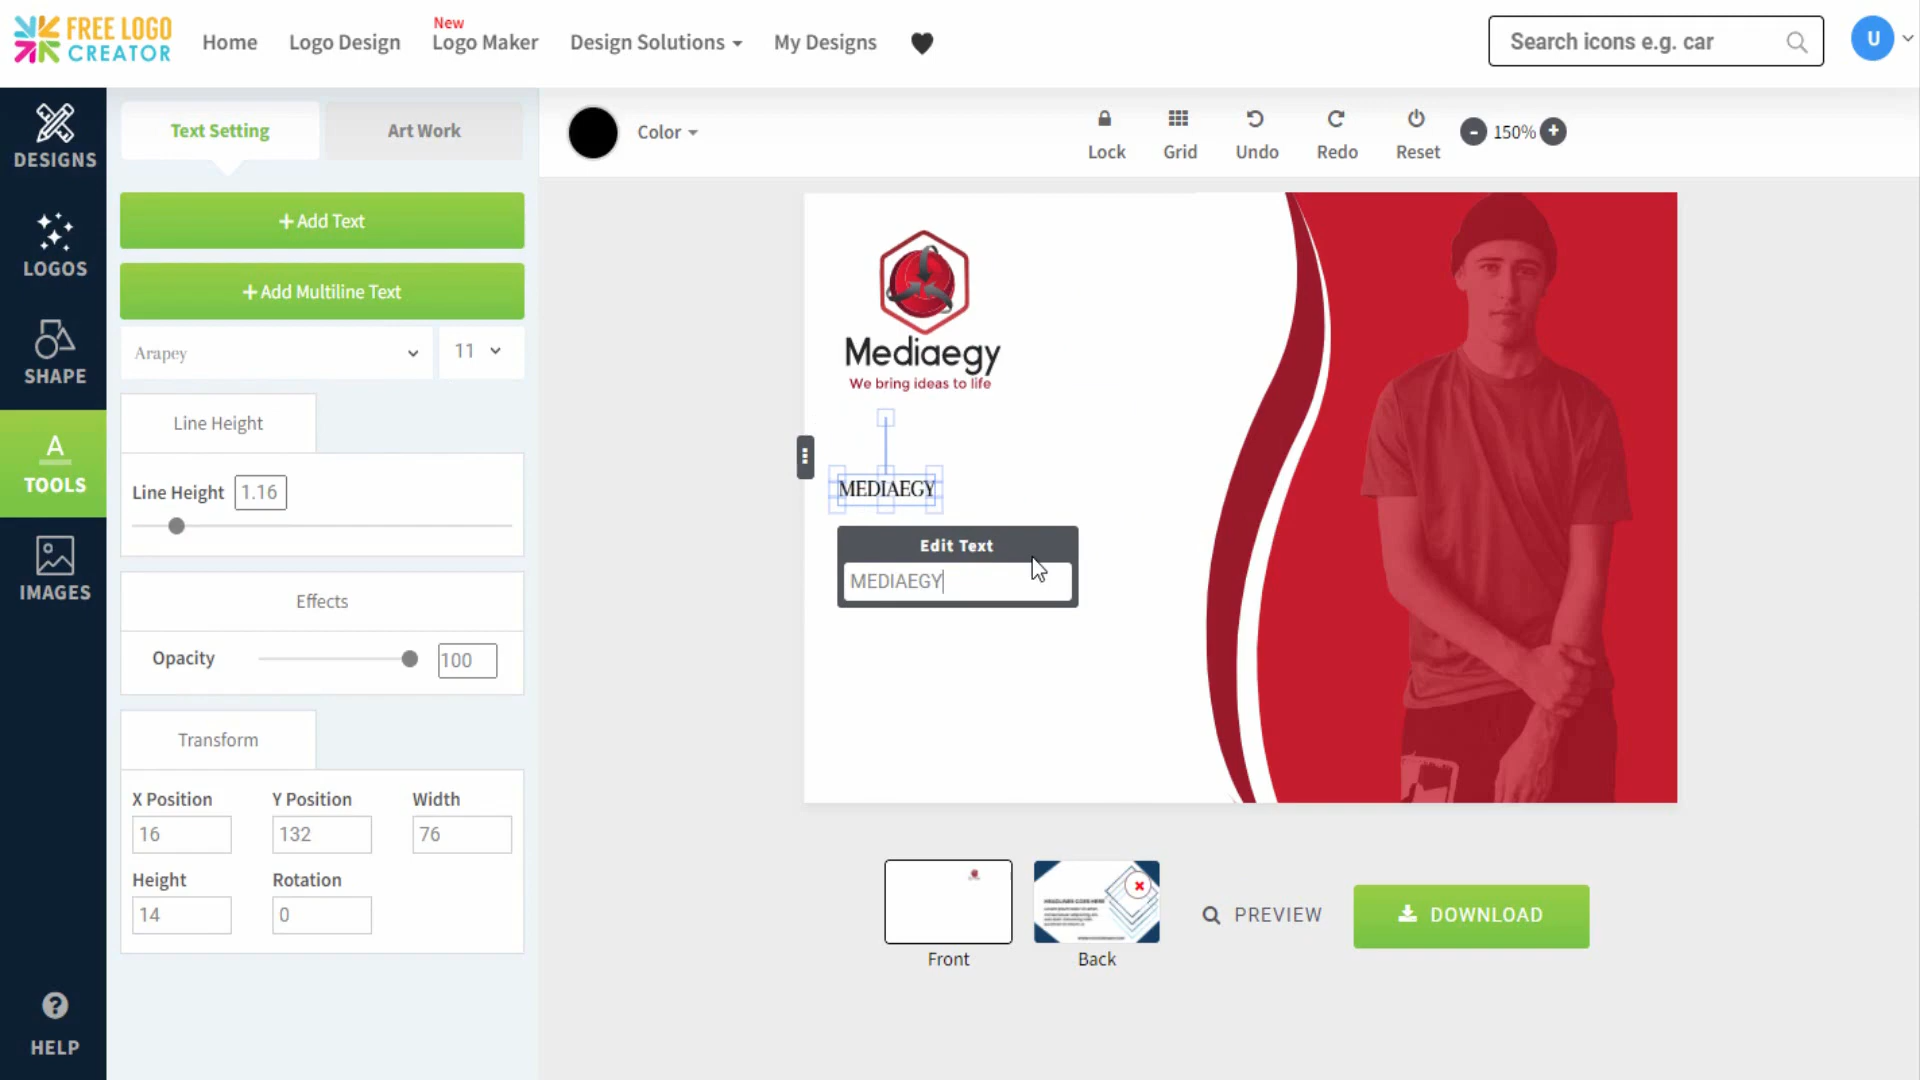 FREE LOGO
CREATOR
Home
Logo Design
New
Logo Maker
Design Solutions
My Designs
Search icons e.g. car
U
DESIGNS
LOGOS
SHAPE
A
TOOLS
IMAGES
?
HELP
Text Setting
Art Work
+ Add Text
+ Add Multiline Text
Arapey
11
Line Height
Line Height 1.16
Effects
Opacity 100
Transform
X Position Y Position Width
16 132 76
Height Rotation
14 0
Color
Lock
Grid
Undo
Redo
Reset
- 150% +
Mediaegy
We bring ideas to life
MEDIAEGY
Edit Text
MEDIAEGY
HEADLINES GOES HERE
Front
Back
PREVIEW
DOWNLOAD